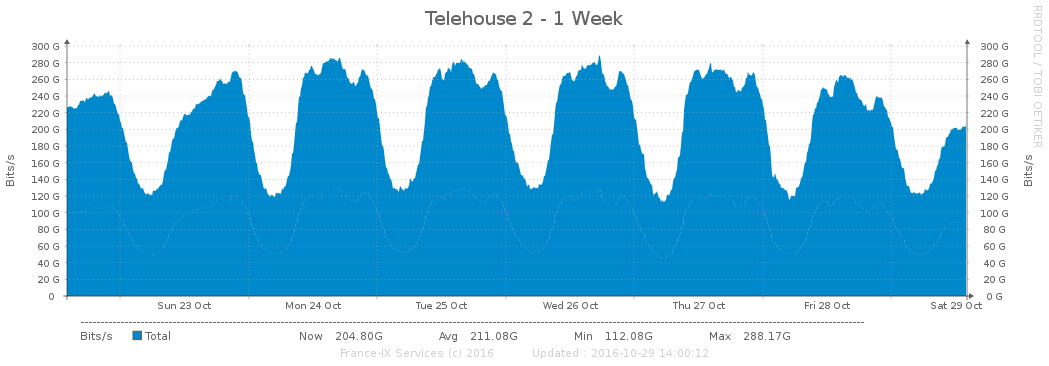 Telehouse 2 - 1 Week
RRDTOOL / TOBI OETIKER
Bits/s
300 G
280 G
260 G
240 G
220 G
200 G
180 G
160 G
140 G
120 G
100 G
80 G
60 G
40 G
20 G
0
300 G
280 G
260 G
240 G
220 G
200 G
180 G
160 G
140 G
120 G
100 G
80 G
60 G
40 G
20 G
0 G
Bits/s
Sun 23 Oct Mon 24 Oct Tue 25 Oct Wed 26 Oct Thu 27 Oct Fri 28 Oct Sat 29 Oct
Bits/s Total Now 204.80G Avg 211.08G Min 112.08G Max 288.17G
France-IX Services (c) 2016 Updated : 2016-10-29 14:00:12